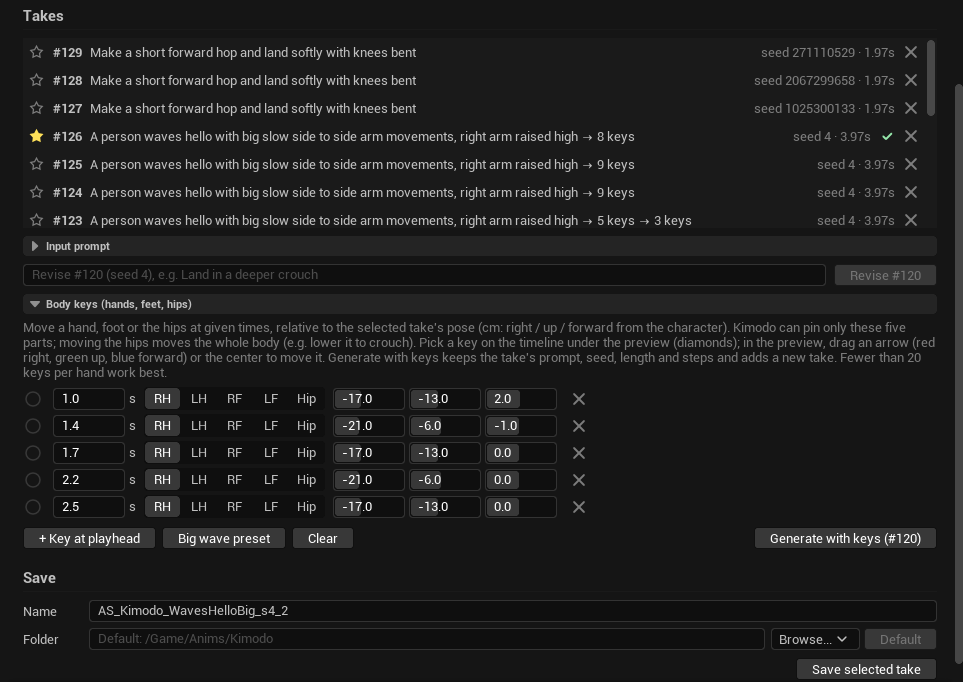 Takes
#129 Make a short forward hop and land softly with knees bent seed 271110529 · 1.97s
#128 Make a short forward hop and land softly with knees bent seed 2067299658 · 1.97s
#127 Make a short forward hop and land softly with knees bent seed 1025300133 · 1.97s
#126 A person waves hello with big slow side to side arm movements, right arm raised high → 8 keys seed 4 · 3.97s
#125 A person waves hello with big slow side to side arm movements, right arm raised high → 9 keys seed 4 · 3.97s
#124 A person waves hello with big slow side to side arm movements, right arm raised high → 9 keys seed 4 · 3.97s
#123 A person waves hello with big slow side to side arm movements, right arm raised high → 5 keys → 3 keys seed 4 · 3.97s
Input prompt
Revise #120 (seed 4), e.g. Land in a deeper crouch Revise #120
Body keys (hands, feet, hips)
Move a hand, foot or the hips at given times, relative to the selected take's pose (cm: right / up / forward from the character). Kimodo can pin only these five
parts; moving the hips moves the whole body (e.g. lower it to crouch). Pick a key on the timeline under the preview (diamonds); in the preview, drag an arrow (red
right, green up, blue forward) or the center to move it. Generate with keys keeps the take's prompt, seed, length and steps and adds a new take. Fewer than 20
keys per hand work best.
1.0 s RH LH RF LF Hip -17.0 -13.0 2.0
1.4 s RH LH RF LF Hip -21.0 -6.0 -1.0
1.7 s RH LH RF LF Hip -17.0 -13.0 0.0
2.2 s RH LH RF LF Hip -21.0 -6.0 0.0
2.5 s RH LH RF LF Hip -17.0 -13.0 0.0
+ Key at playhead Big wave preset Clear Generate with keys (#120)
Save
Name AS_Kimodo_WavesHelloBig_s4_2
Folder Default: /Game/Anims/Kimodo Browse... Default
Save selected take